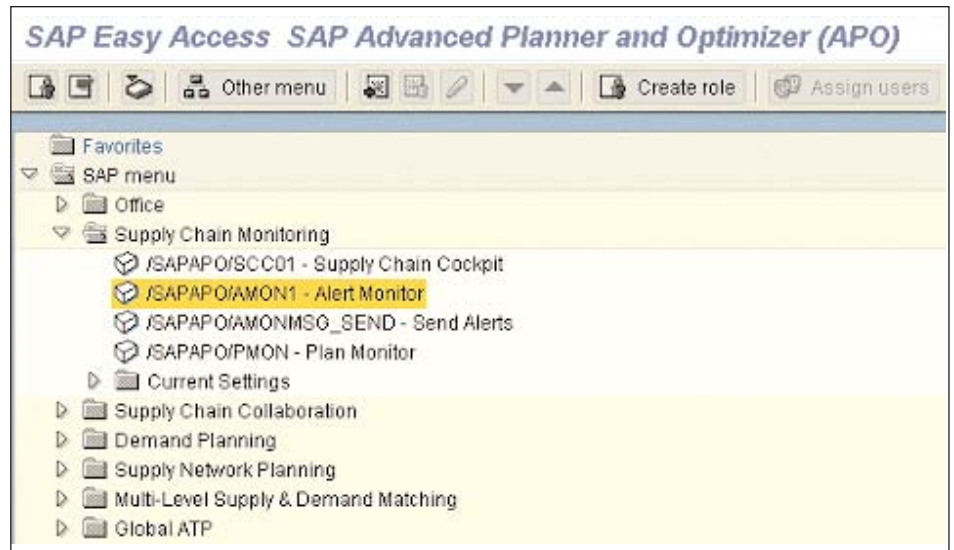 SAP Easy Access SAP Advanced Planner and Optimizer (APO)
Other menu Create role Assign users
Favorites
SAP menu
Office
Supply Chain Monitoring
/SAPAPO/SCC01 - Supply Chain Cockpit
/SAPAPO/AMON1 - Alert Monitor
/SAPAPO/AMONMSG_SEND - Send Alerts
/SAPAPO/PMON - Plan Monitor
Current Settings
Supply Chain Collaboration
Demand Planning
Supply Network Planning
Multi-Level Supply & Demand Matching
Global ATP